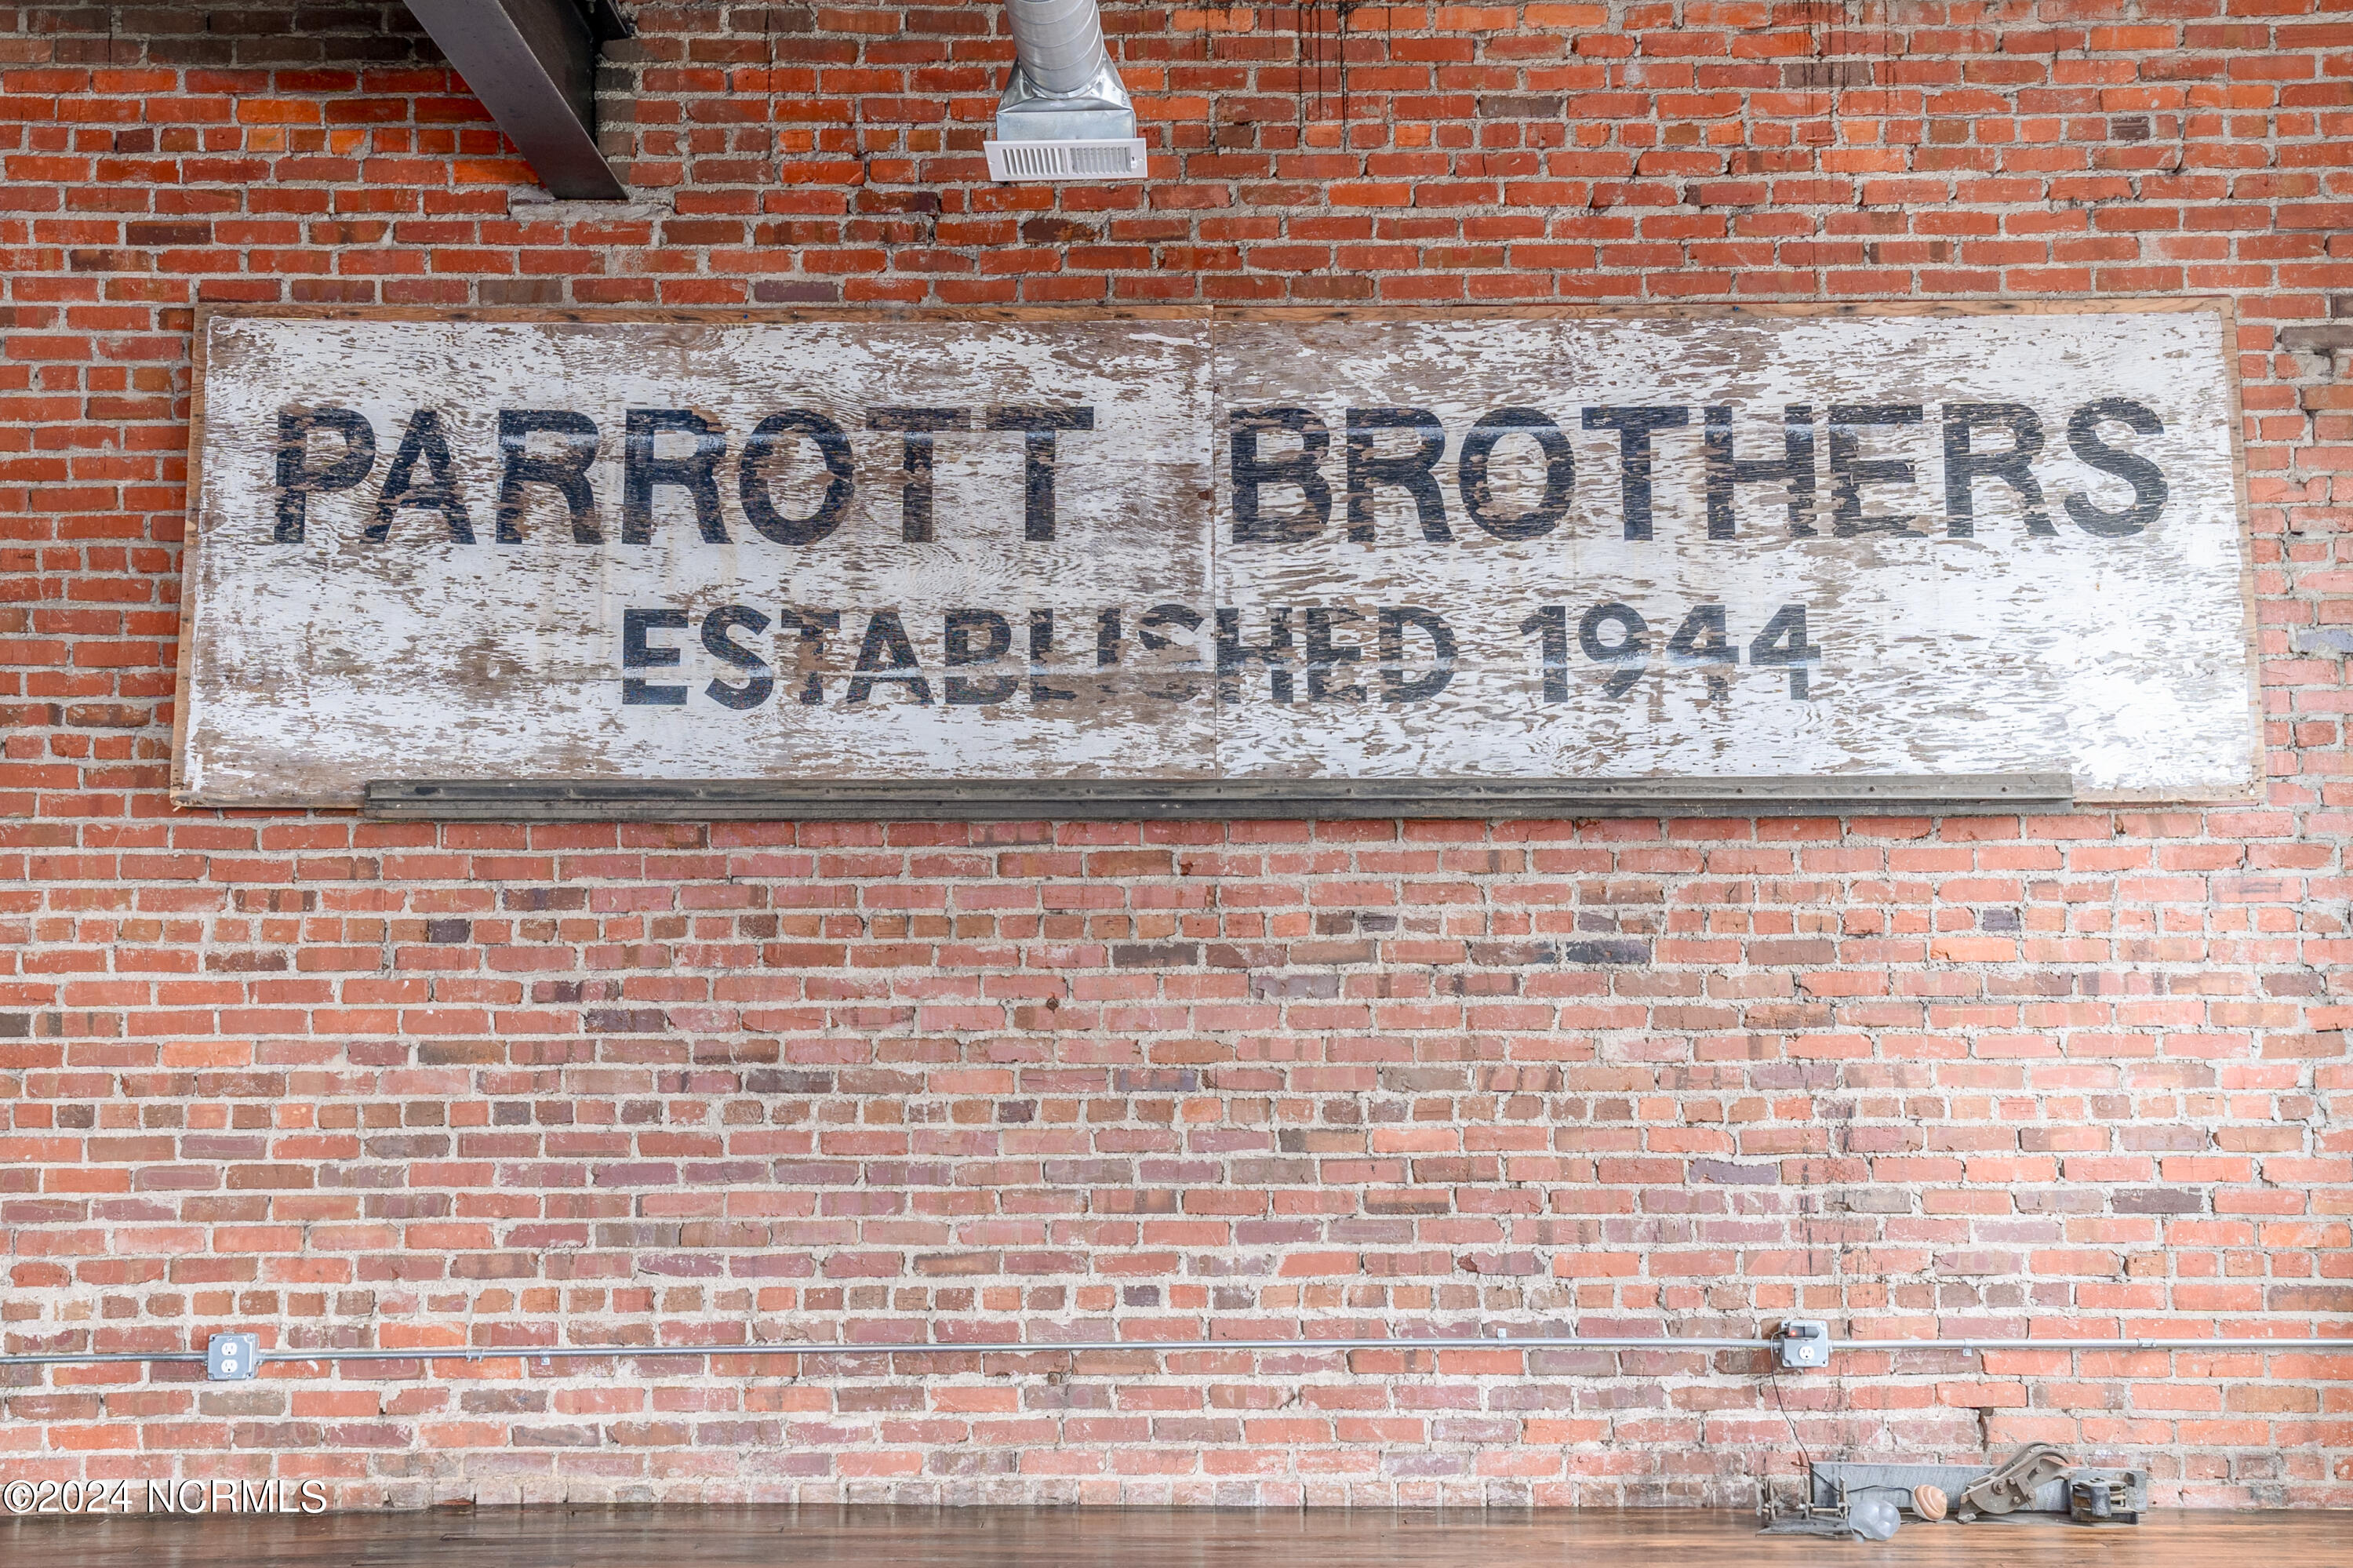 PARROTT BROTHERS
ESTABLISHED 1944
©2024 NCRMLS